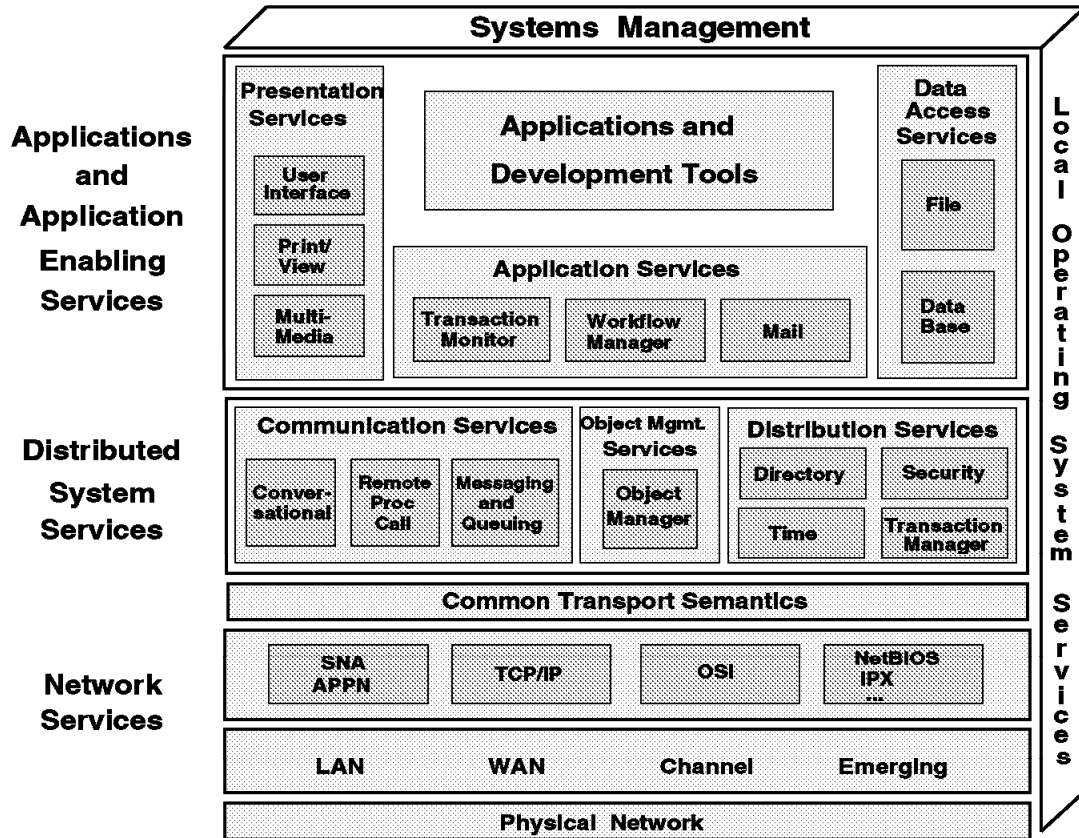 Systems Management
Applications
and
Application
Enabling
Services
Presentation
Services
User
Interface
Print/
View
Multi-
Media
Applications and
Development Tools
Application Services
Transaction
Monitor
Workflow
Manager
Mail
Data
Access
Services
File
Data
Base
Local Operating System Services
Distributed
System
Services
Communication Services
Conver-
sational
Remote
Proc
Call
Messaging
and
Queuing
Object Mgmt.
Services
Object
Manager
Distribution Services
Directory
Security
Time
Transaction
Manager
Common Transport Semantics
Network
Services
SNA
APPN
TCP/IP
OSI
NetBIOS
IPX
...
LAN
WAN
Channel
Emerging
Physical Network